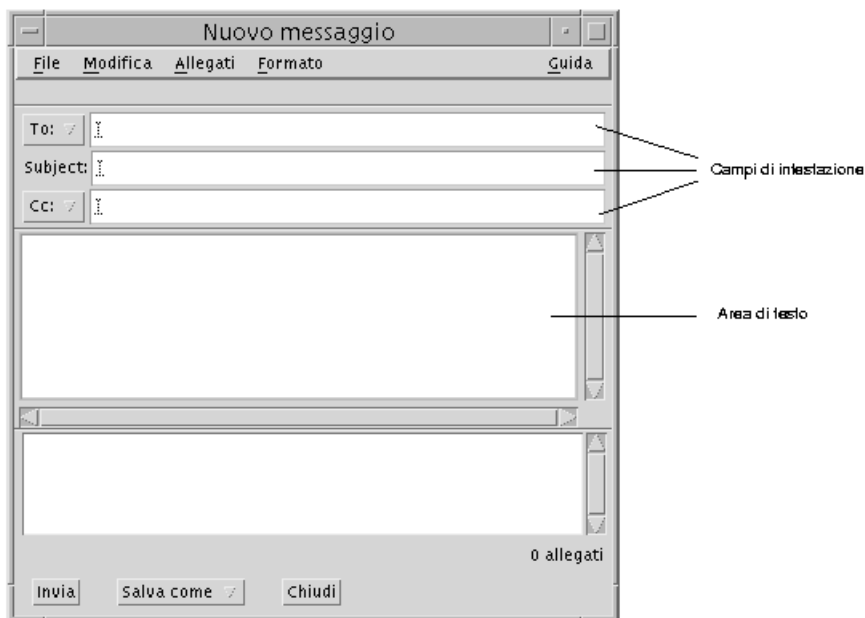 Nuovo messaggio
File Modifica Allegati Formato Guida
To:
Subject:
Cc:
Campi di intestazione
Area di testo
0 allegati
Invia Salva come Chiudi